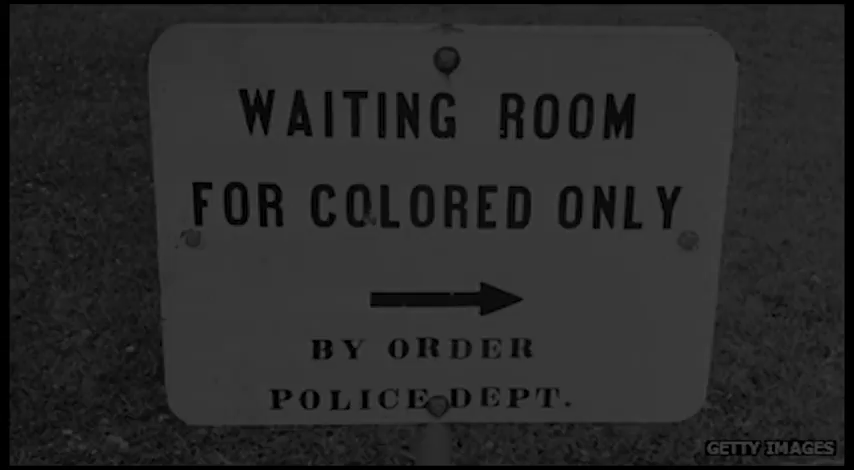 WAITING ROOM
FOR COLORED ONLY
BY ORDER
POLICE DEPT.
GETTY IMAGES